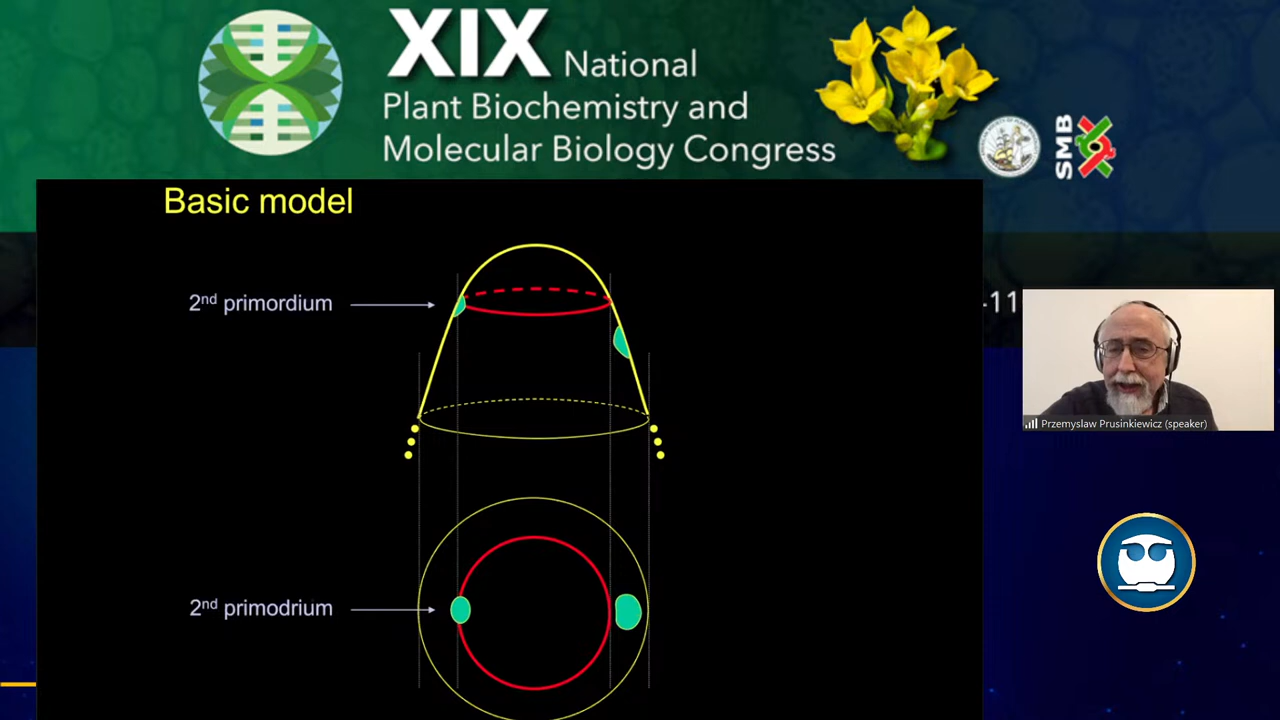 XIX National
Plant Biochemistry and
Molecular Biology Congress
SMB
Basic model
2nd primordium
-11
Przemyslaw Prusinkiewicz (speaker)
2nd primodrium